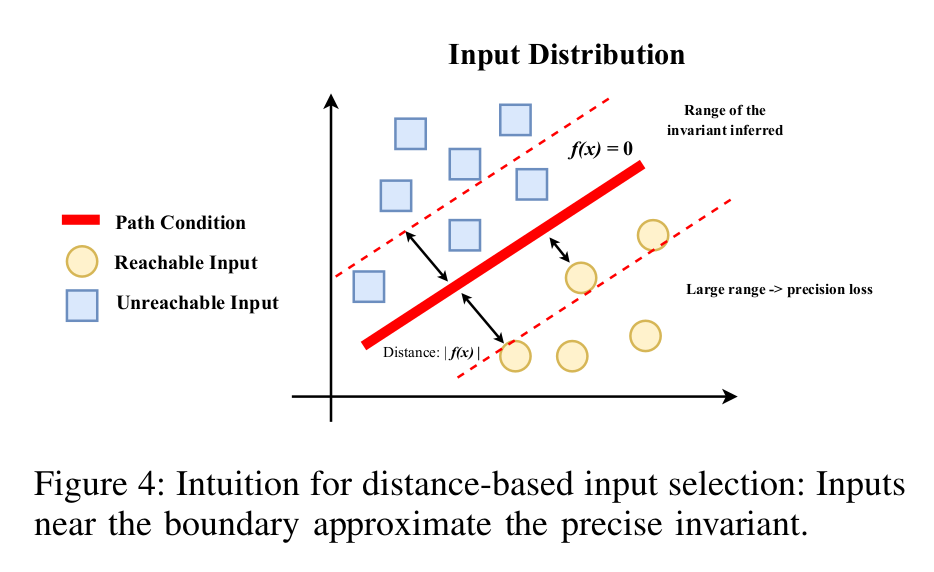 Input Distribution
Range of the
invariant inferred
f(x) = 0
Path Condition
Reachable Input
Unreachable Input
Large range -> precision loss
Distance: | f(x) |
Figure 4: Intuition for distance-based input selection: Inputs
near the boundary approximate the precise invariant.